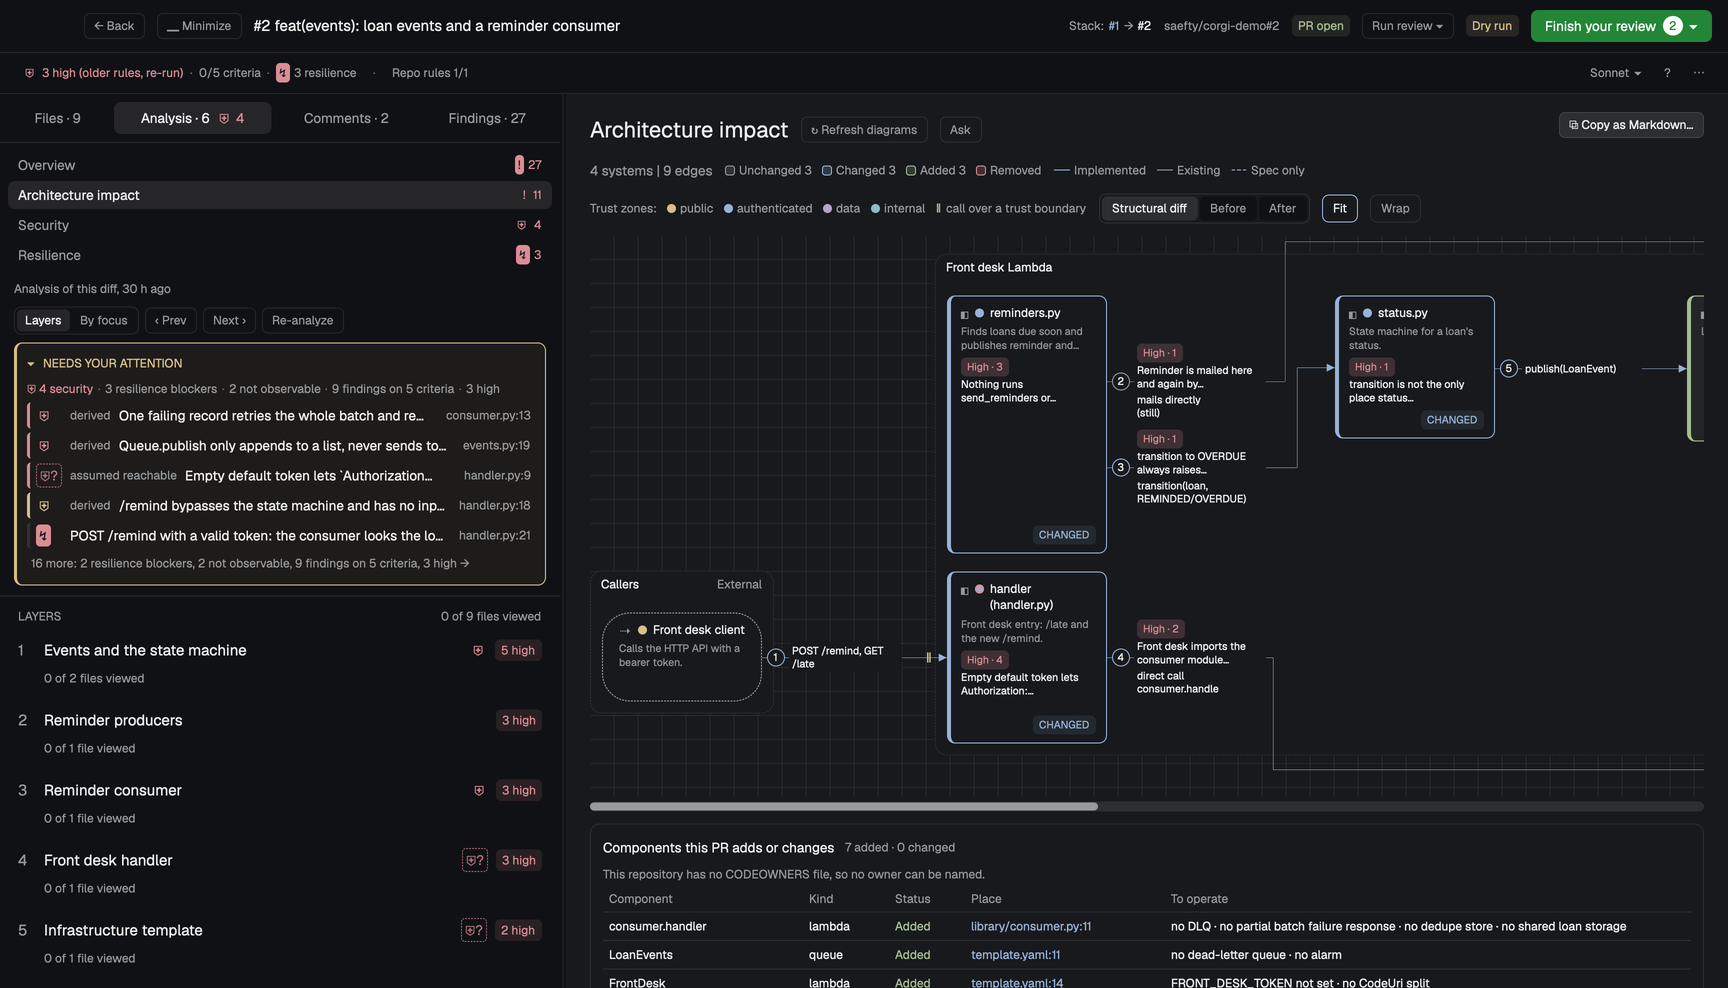 ← Back
Minimize
#2 feat(events): loan events and a reminder consumer
Stack: #1 → #2 saefty/corgi-demo#2
PR open
Run review
Dry run
Finish your review 2
3 high (older rules, re-run) · 0/5 criteria · 3 resilience · Repo rules 1/1
Sonnet
?
...
Files · 9
Analysis · 6 4
Comments · 2
Findings · 27
Overview ! 27
Architecture impact ! 11
Security 4
Resilience 3
Analysis of this diff, 30 h ago
Layers
By focus
‹ Prev
Next ›
Re-analyze
NEEDS YOUR ATTENTION
4 security · 3 resilience blockers · 2 not observable · 9 findings on 5 criteria · 3 high
derived One failing record retries the whole batch and re... consumer.py:13
derived Queue.publish only appends to a list, never sends to... events.py:19
? assumed reachable Empty default token lets `Authorization... handler.py:9
derived /remind bypasses the state machine and has no inp... handler.py:18
POST /remind with a valid token: the consumer looks the lo... handler.py:21
16 more: 2 resilience blockers, 2 not observable, 9 findings on 5 criteria, 3 high →
LAYERS 0 of 9 files viewed
1 Events and the state machine 5 high
0 of 2 files viewed
2 Reminder producers 3 high
0 of 1 file viewed
3 Reminder consumer 3 high
0 of 1 file viewed
4 Front desk handler ? 3 high
0 of 1 file viewed
5 Infrastructure template ? 2 high
0 of 1 file viewed
Architecture impact
↻ Refresh diagrams
Ask
Copy as Markdown...
4 systems | 9 edges
Unchanged 3
Changed 3
Added 3
Removed
Implemented
Existing
Spec only
Trust zones: public authenticated data internal call over a trust boundary
Structural diff
Before
After
Fit
Wrap
Front desk Lambda
reminders.py
Finds loans due soon and
publishes reminder and...
High · 3
Nothing runs
send_reminders or...
CHANGED
2
High · 1
Reminder is mailed here
and again by...
mails directly
(still)
3
High · 1
transition to OVERDUE
always raises...
transition(loan,
REMINDED/OVERDUE)
status.py
State machine for a loan's
status.
High · 1
transition is not the only
place status...
CHANGED
5 publish(LoanEvent)
Callers External
→ Front desk client
Calls the HTTP API with a
bearer token.
1 POST /remind, GET
/late
handler
(handler.py)
Front desk entry: /late and
the new /remind.
High · 4
Empty default token lets
Authorization:...
CHANGED
4
High · 2
Front desk imports the
consumer module...
direct call
consumer.handle
Components this PR adds or changes 7 added · 0 changed
This repository has no CODEOWNERS file, so no owner can be named.
Component Kind Status Place To operate
consumer.handler lambda Added library/consumer.py:11 no DLQ · no partial batch failure response · no dedupe store · no shared loan storage
LoanEvents queue Added template.yaml:11 no dead-letter queue · no alarm
FrontDesk lambda Added template.yaml:14 FRONT_DESK_TOKEN not set · no CodeUri split